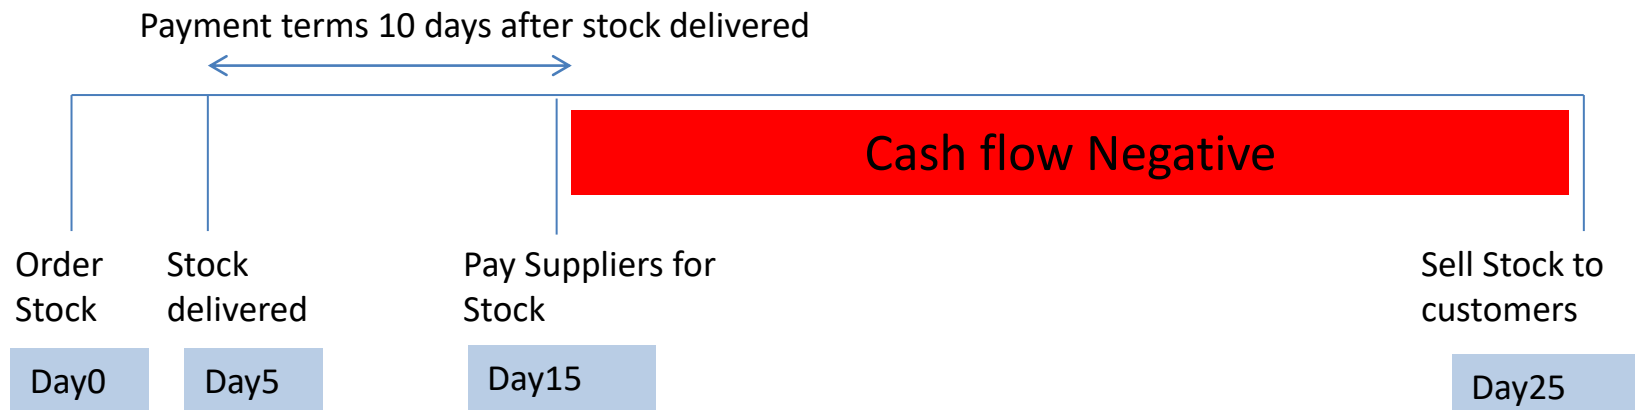 Payment terms 10 days after stock delivered
Cash flow Negative
Order
Stock
Stock
delivered
Pay Suppliers for
Stock
Sell Stock to
customers
Day0
Day5
Day15
Day25